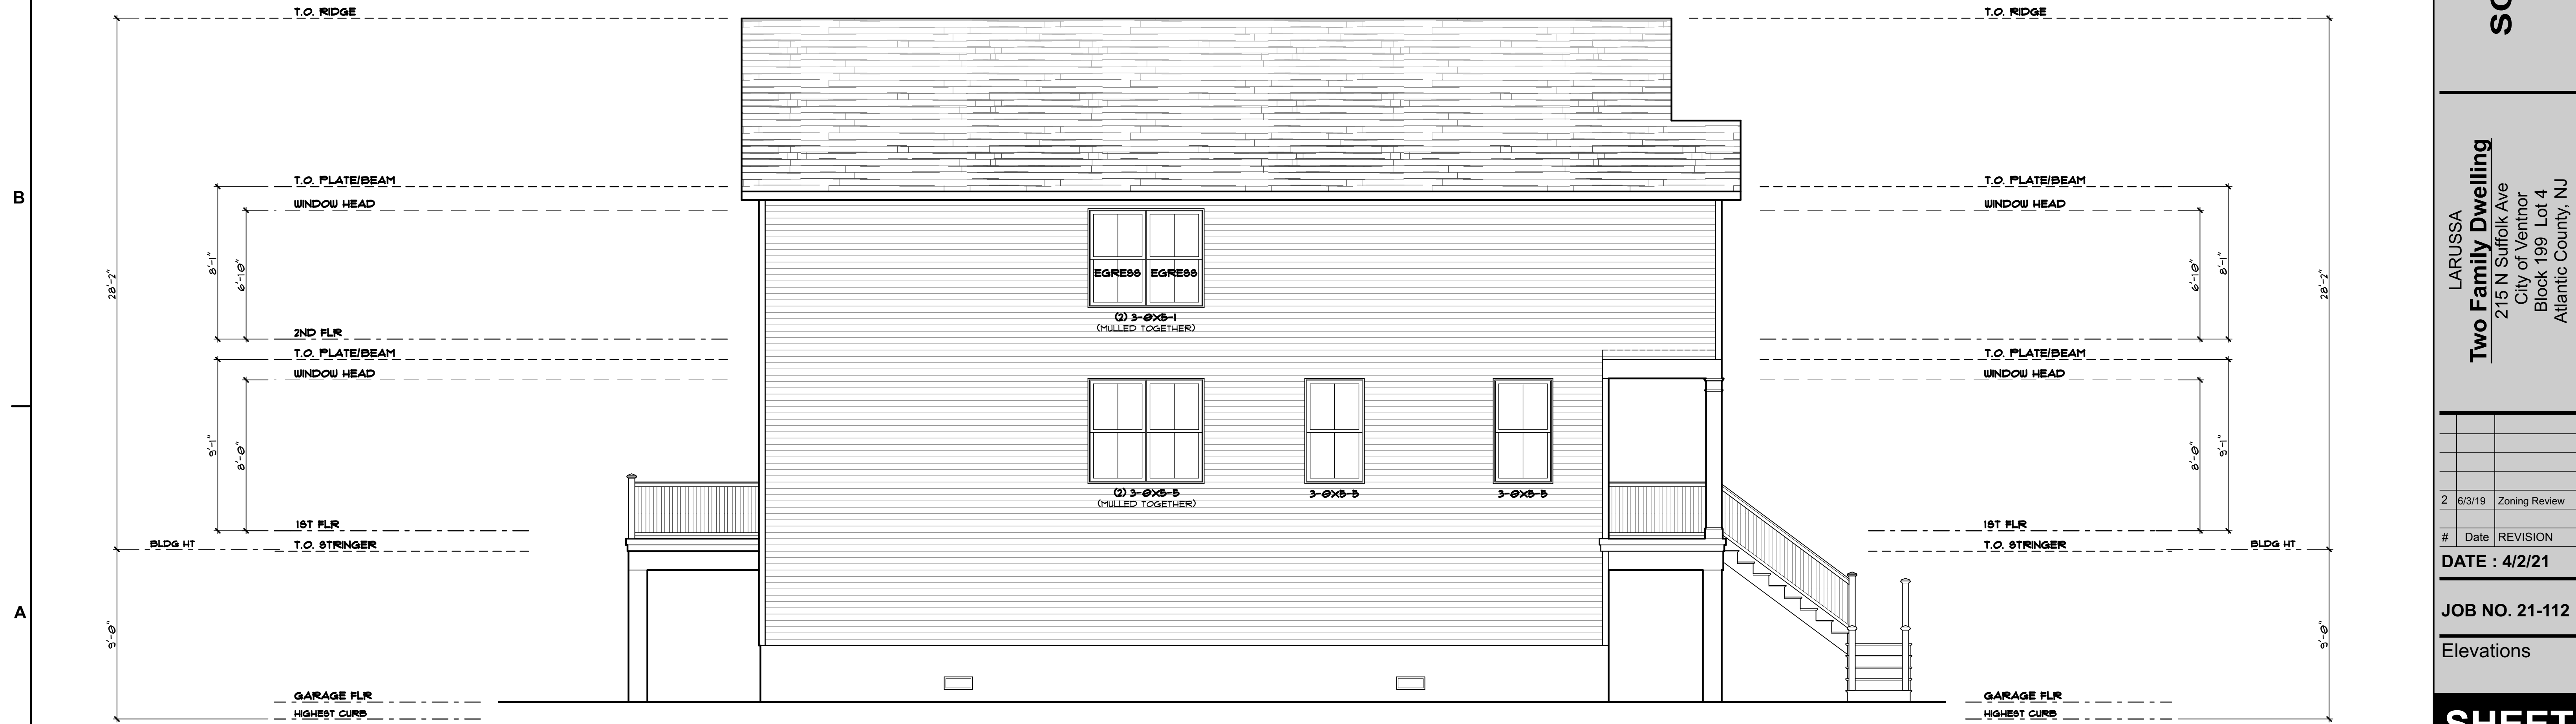 T.O. RIDGE
T.O. RIDGE
B
T.O. PLATE/BEAM
T.O. PLATE/BEAM
WINDOW HEAD
WINDOW HEAD
28'-2"
8'-1"
6'-10"
EGRESS EGRESS
6'-10"
8'-1"
28'-2"
(2) 3-0X5-1
(MULLED TOGETHER)
2ND FLR
T.O. PLATE/BEAM
T.O. PLATE/BEAM
WINDOW HEAD
WINDOW HEAD
9'-1"
8'-0"
8'-0"
9'-1"
(2) 3-0X5-5
(MULLED TOGETHER)
3-0X5-5
3-0X5-5
1ST FLR
1ST FLR
BLDG HT
T.O. STRINGER
T.O. STRINGER
BLDG HT
A
9'-0"
9'-0"
GARAGE FLR
GARAGE FLR
HIGHEST CURB
HIGHEST CURB
LARUSSA
Two Family Dwelling
215 N Suffolk Ave
City of Ventnor
Block 199 Lot 4
Atlantic County, NJ
2 6/3/19 Zoning Review
# Date REVISION
DATE : 4/2/21
JOB NO. 21-112
Elevations
SHEET